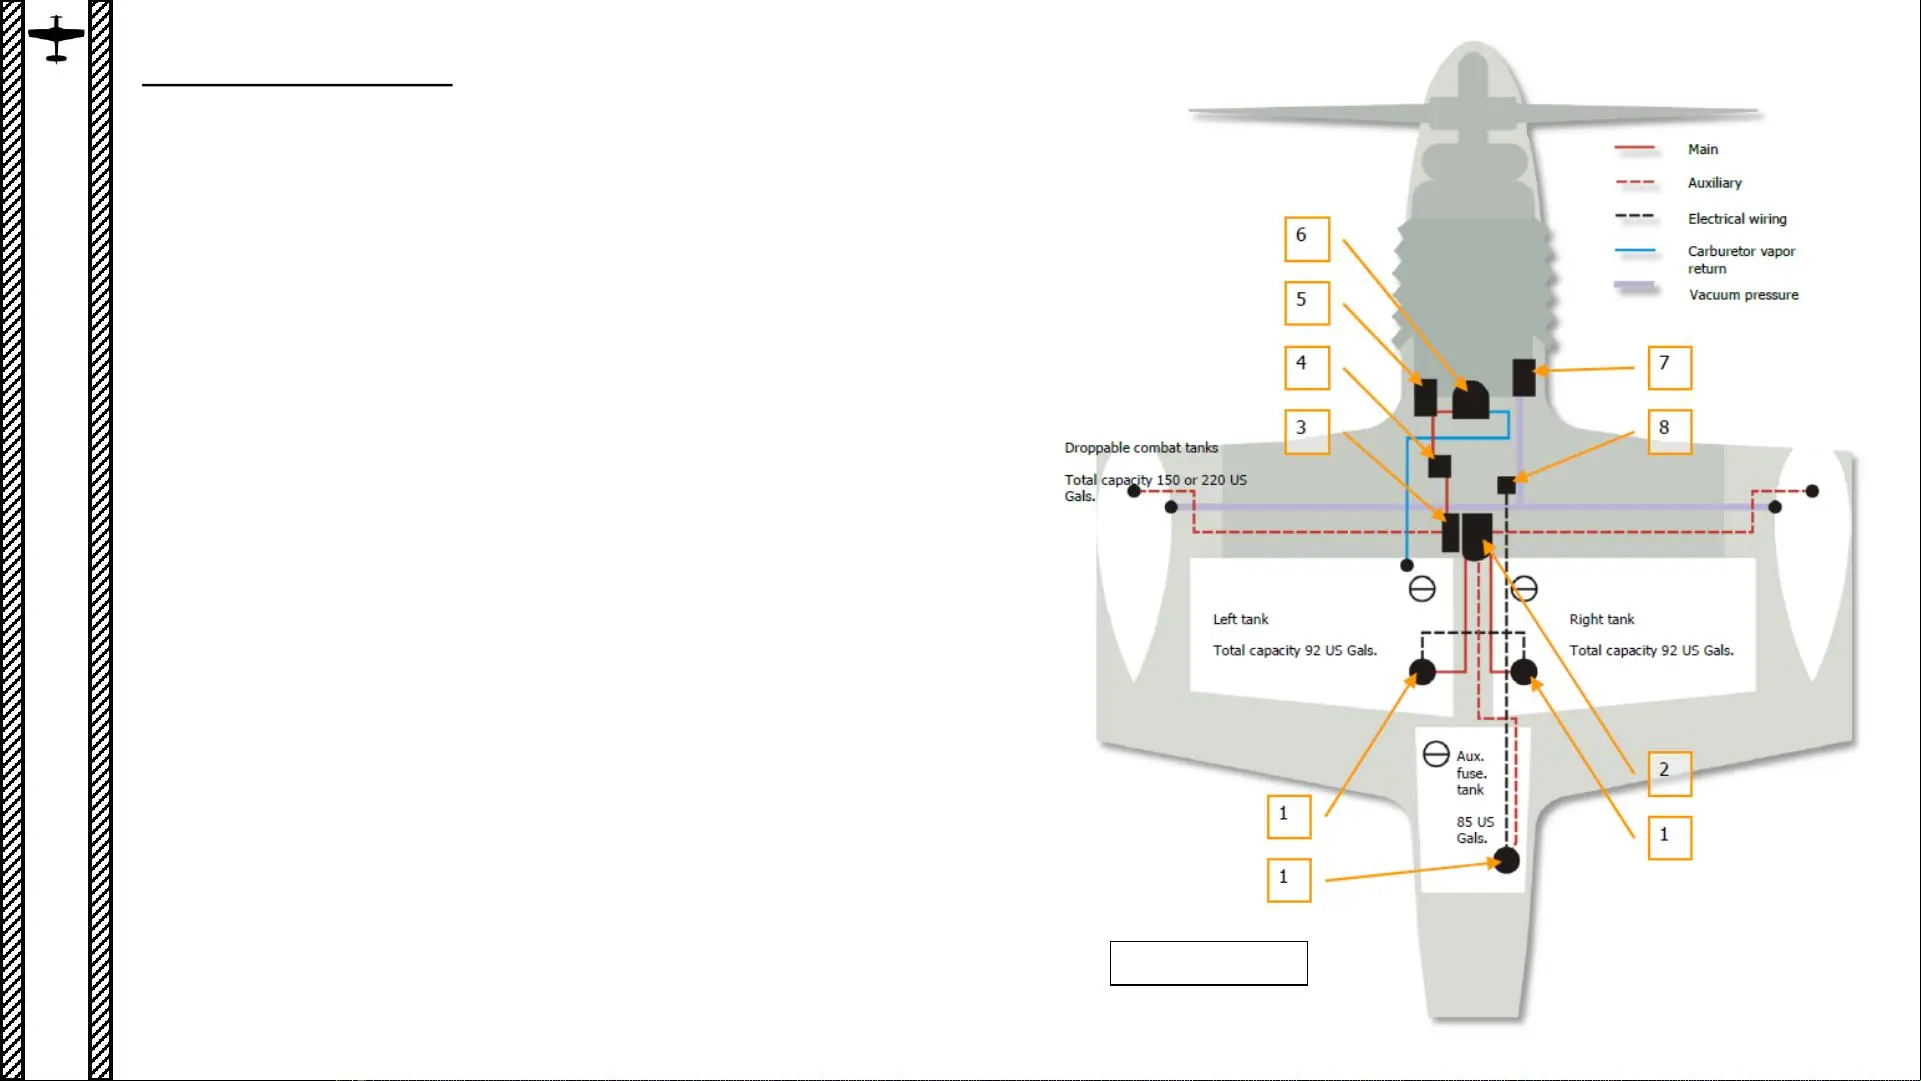 Main
Auxiliary
Electrical wiring
Carburetor vapor
return
Vacuum pressure
6
5
4
3
7
8
Droppable combat tanks
Total capacity 150 or 220 US
Gals.
Left tank
Total capacity 92 US Gals.
Right tank
Total capacity 92 US Gals.
Aux.
fuse.
tank
85 US
Gals.
2
1
1
1